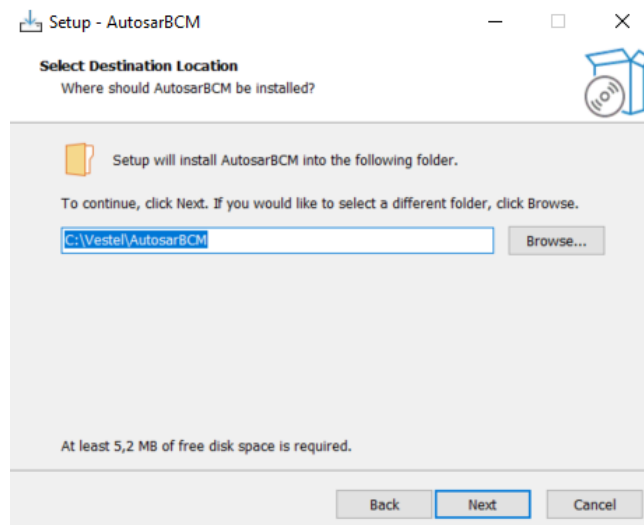 Setup - AutosarBCM
Select Destination Location
Where should AutosarBCM be installed?
Setup will install AutosarBCM into the following folder.
To continue, click Next. If you would like to select a different folder, click Browse.
C:\Vestel\AutosarBCM
Browse...
At least 5,2 MB of free disk space is required.
Back
Next
Cancel